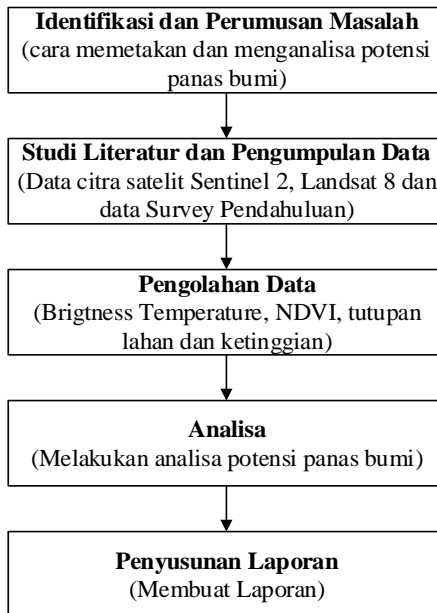 Identifikasi dan Perumusan Masalah
(cara memetakan dan menganalisa potensi
panas bumi)
Studi Literatur dan Pengumpulan Data
(Data citra satelit Sentinel 2, Landsat 8 dan
data Survey Pendahuluan)
Pengolahan Data
(Brigtness Temperature, NDVI, tutupan
lahan dan ketinggian)
Analisa
(Melakukan analisa potensi panas bumi)
Penyusunan Laporan
(Membuat Laporan)